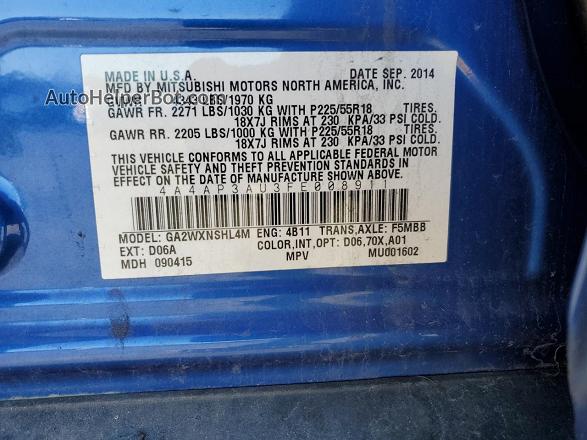 MADE IN U.S.A. DATE SEP. 2014
MFD BY MITSUBISHI MOTORS NORTH AMERICA, INC.
AutoHelperBot.com
LBS/1970 KG
GAWR FR. 2271 LBS/1030 KG WITH P225/55R18 TIRES,
18X7J RIMS AT 230 KPA/33 PSI COLD.
GAWR RR. 2205 LBS/1000 KG WITH P225/55R18 TIRES,
18X7J RIMS AT 230 KPA/33 PSI COLD.
THIS VEHICLE CONFORMS TO ALL APPLICABLE FEDERAL MOTOR
VEHICLE SAFETY AND THEFT PREVENTION STANDARDS IN
EFFECT ON THE DATE OF MANUFACTURE SHOWN ABOVE.
4A4AP3AU3FE008911
MODEL: GA2WXNSHL4M ENG: 4B11 TRANS,AXLE: F5MBB
EXT: D06A COLOR,INT,OPT: D06,70X,A01
MDH 090415 MPV MU001602